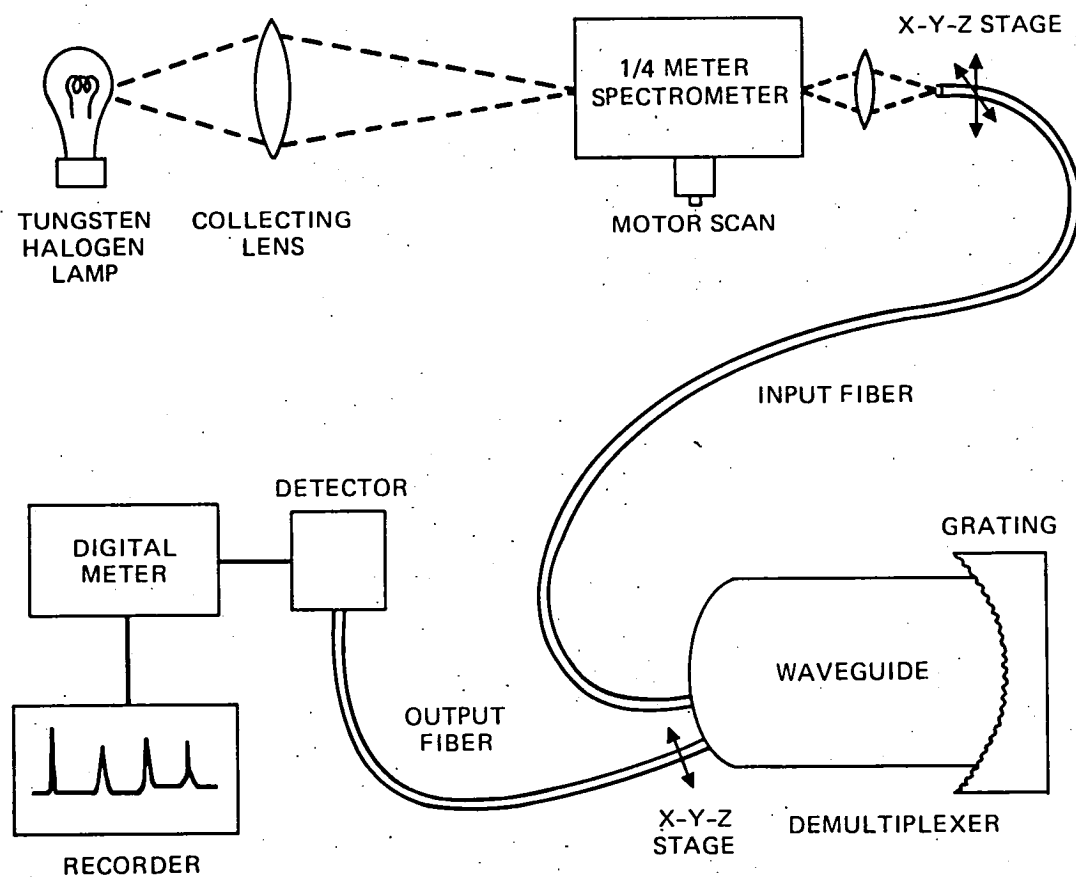 X-Y-Z STAGE
1/4 METER
SPECTROMETER
TUNGSTEN
HALOGEN
LAMP
COLLECTING
LENS
MOTOR SCAN
INPUT FIBER
DETECTOR
GRATING
DIGITAL
METER
WAVEGUIDE
OUTPUT
FIBER
X-Y-Z
STAGE
DEMULTIPLEXER
RECORDER